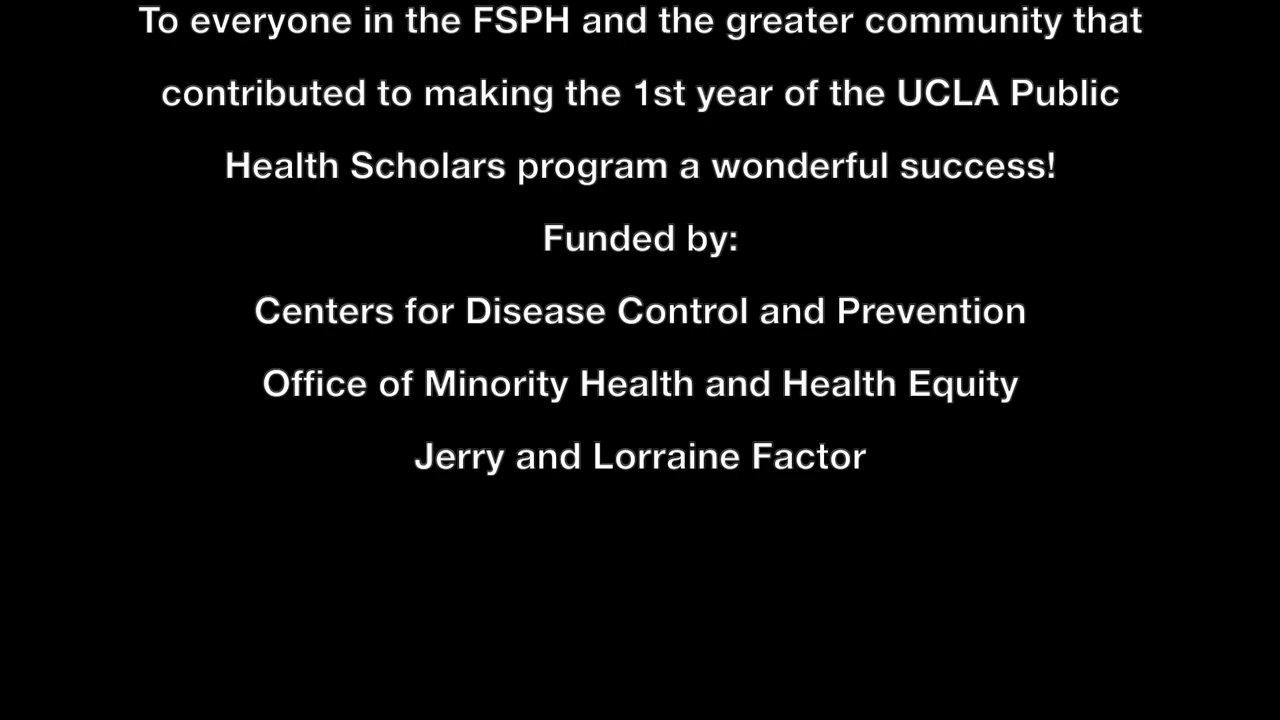 To everyone in the FSPH and the greater community that
contributed to making the 1st year of the UCLA Public
Health Scholars program a wonderful success!
Funded by:
Centers for Disease Control and Prevention
Office of Minority Health and Health Equity
Jerry and Lorraine Factor